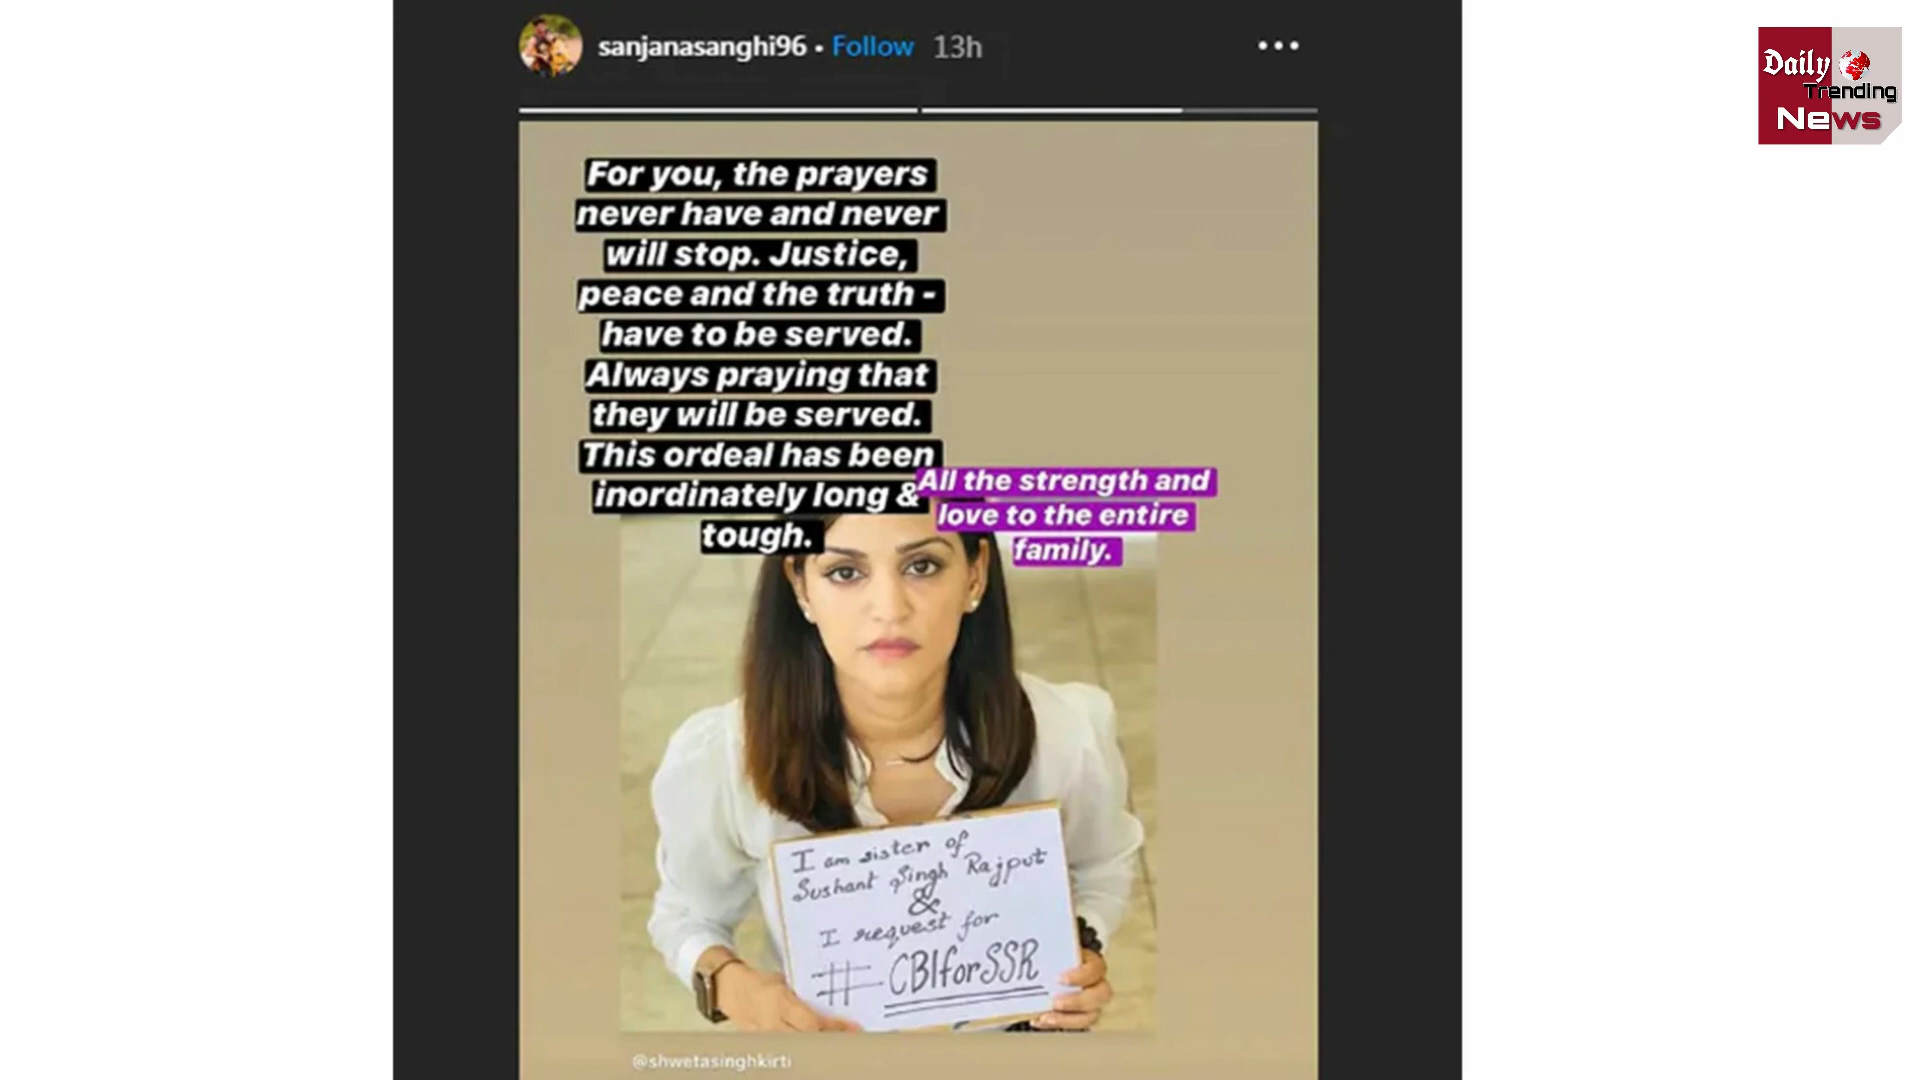 sanjanasanghi96 • Follow 13h
Daily
Trending
News
For you, the prayers
never have and never
will stop. Justice,
peace and the truth -
have to be served.
Always praying that
they will be served.
This ordeal has been
inordinately long &
tough.
All the strength and
love to the entire
family.
I am sister of
Sushant Singh Rajput
&
I request for
# CBIforSSR
@shwetasinghkirti